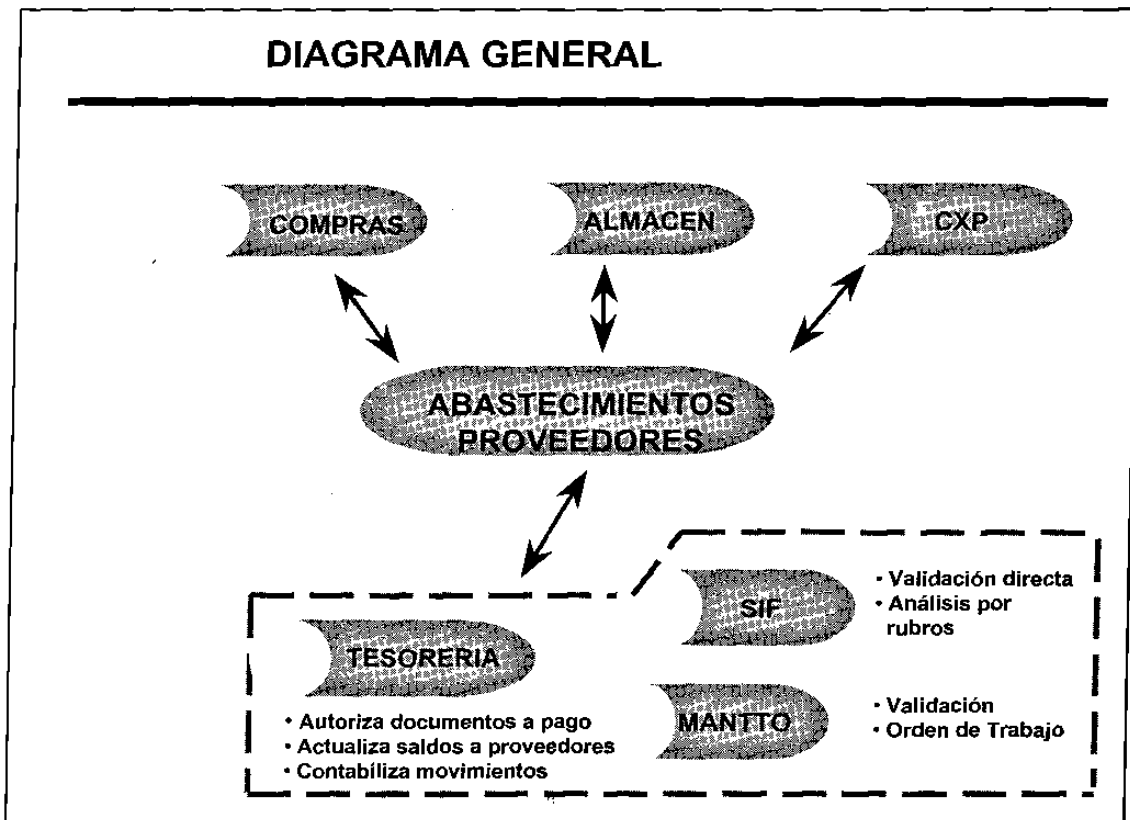 DIAGRAMA GENERAL
COMPRAS
ALMACEN
CXP
ABASTECIMIENTOS
PROVEEDORES
TESORERIA
• Autoriza documentos a pago
• Actualiza saldos a proveedores
• Contabiliza movimientos
SIF
• Validación directa
• Análisis por
rubros
MANTTO
• Validación
• Orden de Trabajo